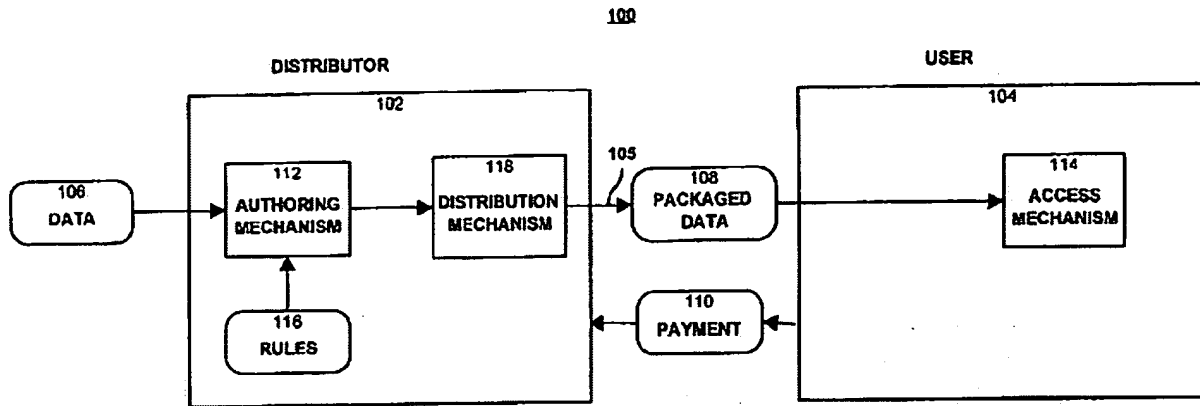 100
DISTRIBUTOR
USER
102
104
112
AUTHORING
MECHANISM
118
DISTRIBUTION
MECHANISM
105
108
PACKAGED
DATA
114
ACCESS
MECHANISM
106
DATA
116
RULES
110
PAYMENT